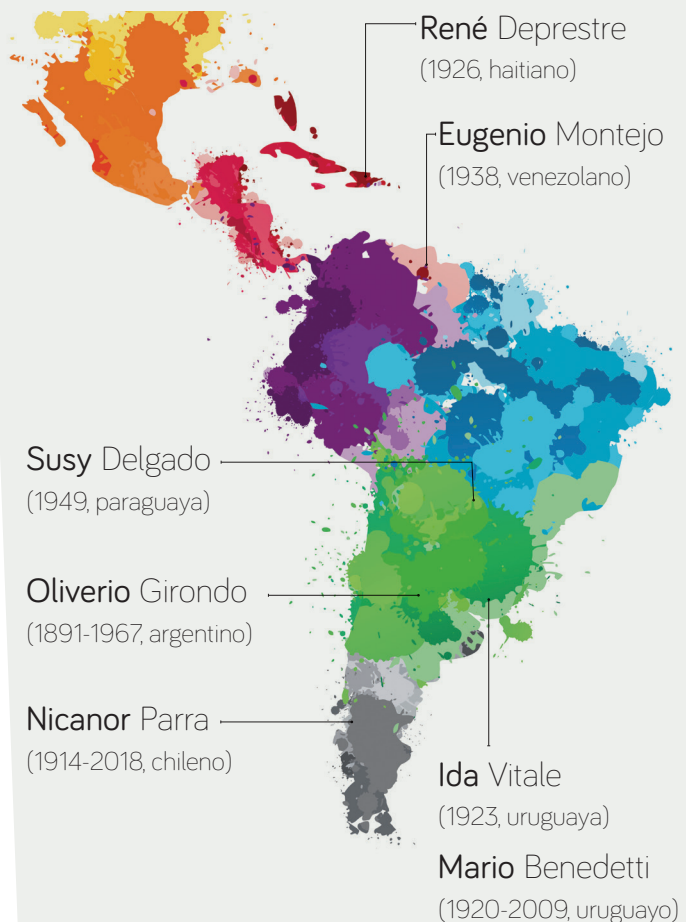 René Deprestre
(1926, haitiano)
Eugenio Montejo
(1938, venezolano)
Susy Delgado
(1949, paraguaya)
Oliverio Girondo
(1891-1967, argentino)
Nicanor Parra
(1914-2018, chileno)
Ida Vitale
(1923, uruguaya)
Mario Benedetti
(1920-2009, uruguayo)